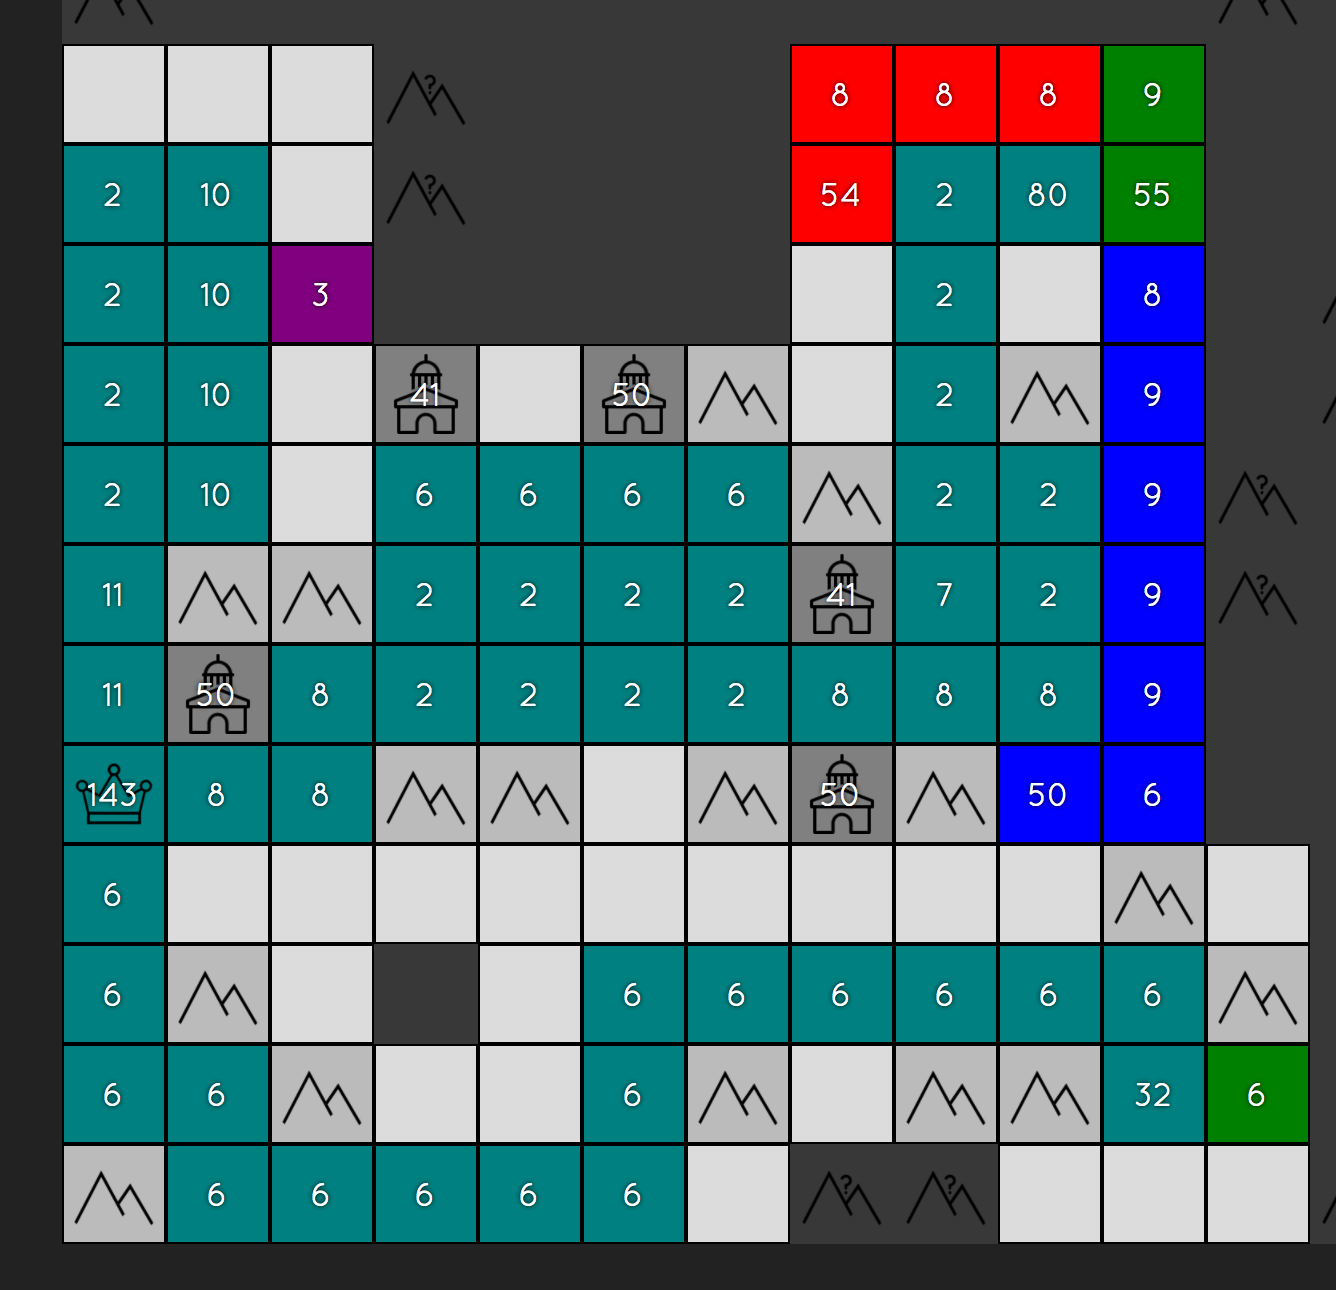 8 8 8 9
2 10 54 2 80 55
2 10 3 2 8
2 10 41 50 2 9
2 10 6 6 6 6 2 2 9
11 2 2 2 2 41 7 2 9
11 50 8 2 2 2 2 8 8 8 9
143 8 8 50 50 6
6
6 6 6 6 6 6 6
6 6 6 32 6
6 6 6 6 6